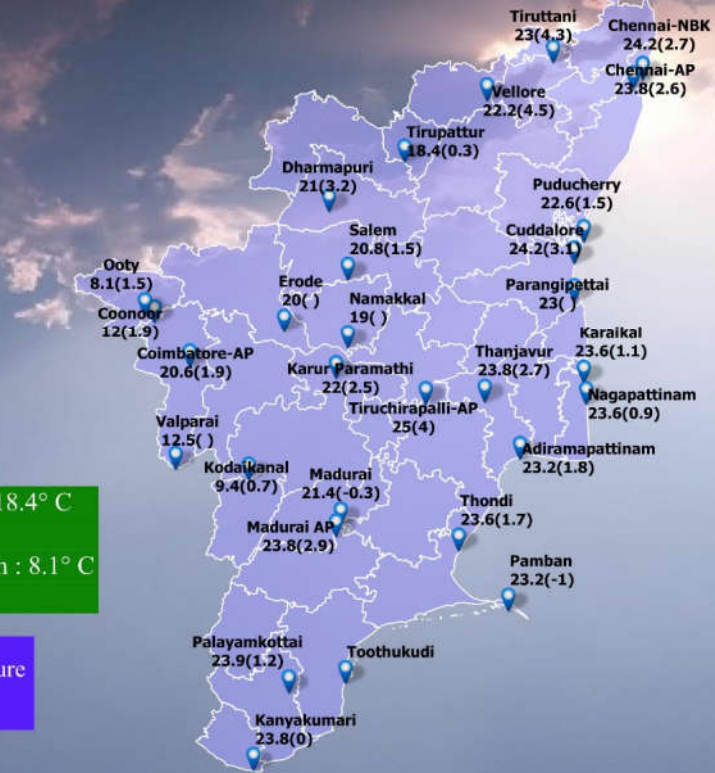 Tiruttani
23(4.3)
Chennai-NBK
24.2(2.7)
Chennai-AP
23.8(2.6)
Vellore
22.2(4.5)
Tirupattur
18.4(0.3)
Dharmapuri
21(3.2)
Puducherry
22.6(1.5)
Cuddalore
24.2(3.1)
Salem
20.8(1.5)
Ooty
8.1(1.5)
Coonoor
12(1.9)
Erode
20( )
Namakkal
19( )
Parangipettai
23( )
Coimbatore-AP
20.6(1.9)
Karur Paramathi
22(2.5)
Thanjavur
23.8(2.7)
Karaikal
23.6(1.1)
Tiruchirapalli-AP
25(4)
Nagapattinam
23.6(0.9)
Valparai
12.5( )
Adiramapattinam
23.2(1.8)
Kodaikanal
9.4(0.7)
Madurai
21.4(-0.3)
Madurai AP
23.8(2.9)
Thondi
23.6(1.7)
18.4° C
: 8.1° C
Pamban
23.2(-1)
Palayamkottai
23.9(1.2)
Toothukudi
Kanyakumari
23.8(0)